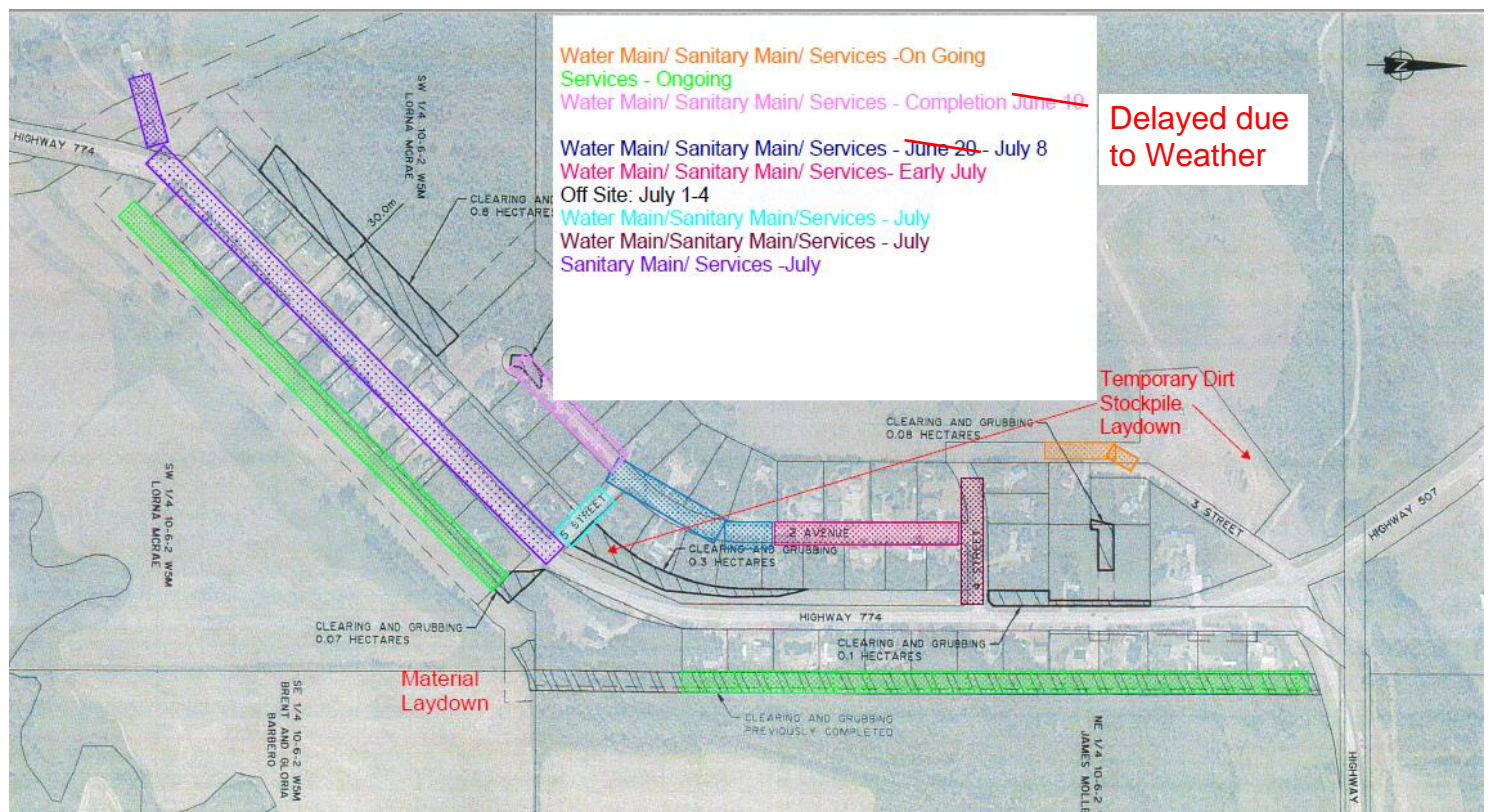 Water Main/ Sanitary Main/ Services -On Going
Services - Ongoing
Water Main/ Sanitary Main/ Services - Completion June 19
Delayed due
to Weather
Water Main/ Sanitary Main/ Services - June 20 - July 8
Water Main/ Sanitary Main/ Services- Early July
Off Site: July 1-4
Water Main/Sanitary Main/Services - July
Water Main/Sanitary Main/Services - July
Sanitary Main/ Services -July
N
HIGHWAY 774
SW 1/4 10-6-2 W5M
LORNA MCRAE
CLEARING AND
0.8 HECTARES
30.0m
Temporary Dirt
Stockpile
Laydown
CLEARING AND GRUBBING
0.08 HECTARES
3 STREET
HIGHWAY 507
SW 1/4 10-6-2 W5M
LORNA MCRAE
5 STREET
2 AVENUE
4 STREET
CLEARING AND GRUBBING
0.3 HECTARES
HIGHWAY 774
CLEARING AND GRUBBING
0.07 HECTARES
CLEARING AND GRUBBING
0.1 HECTARES
Material
Laydown
SE 1/4 10-6-2 W5M
BRENT AND GLORIA
BARBERO
CLEARING AND GRUBBING
PREVIOUSLY COMPLETED
NE 1/4 10-6-2
JAMES MOLLE
HIGHWAY